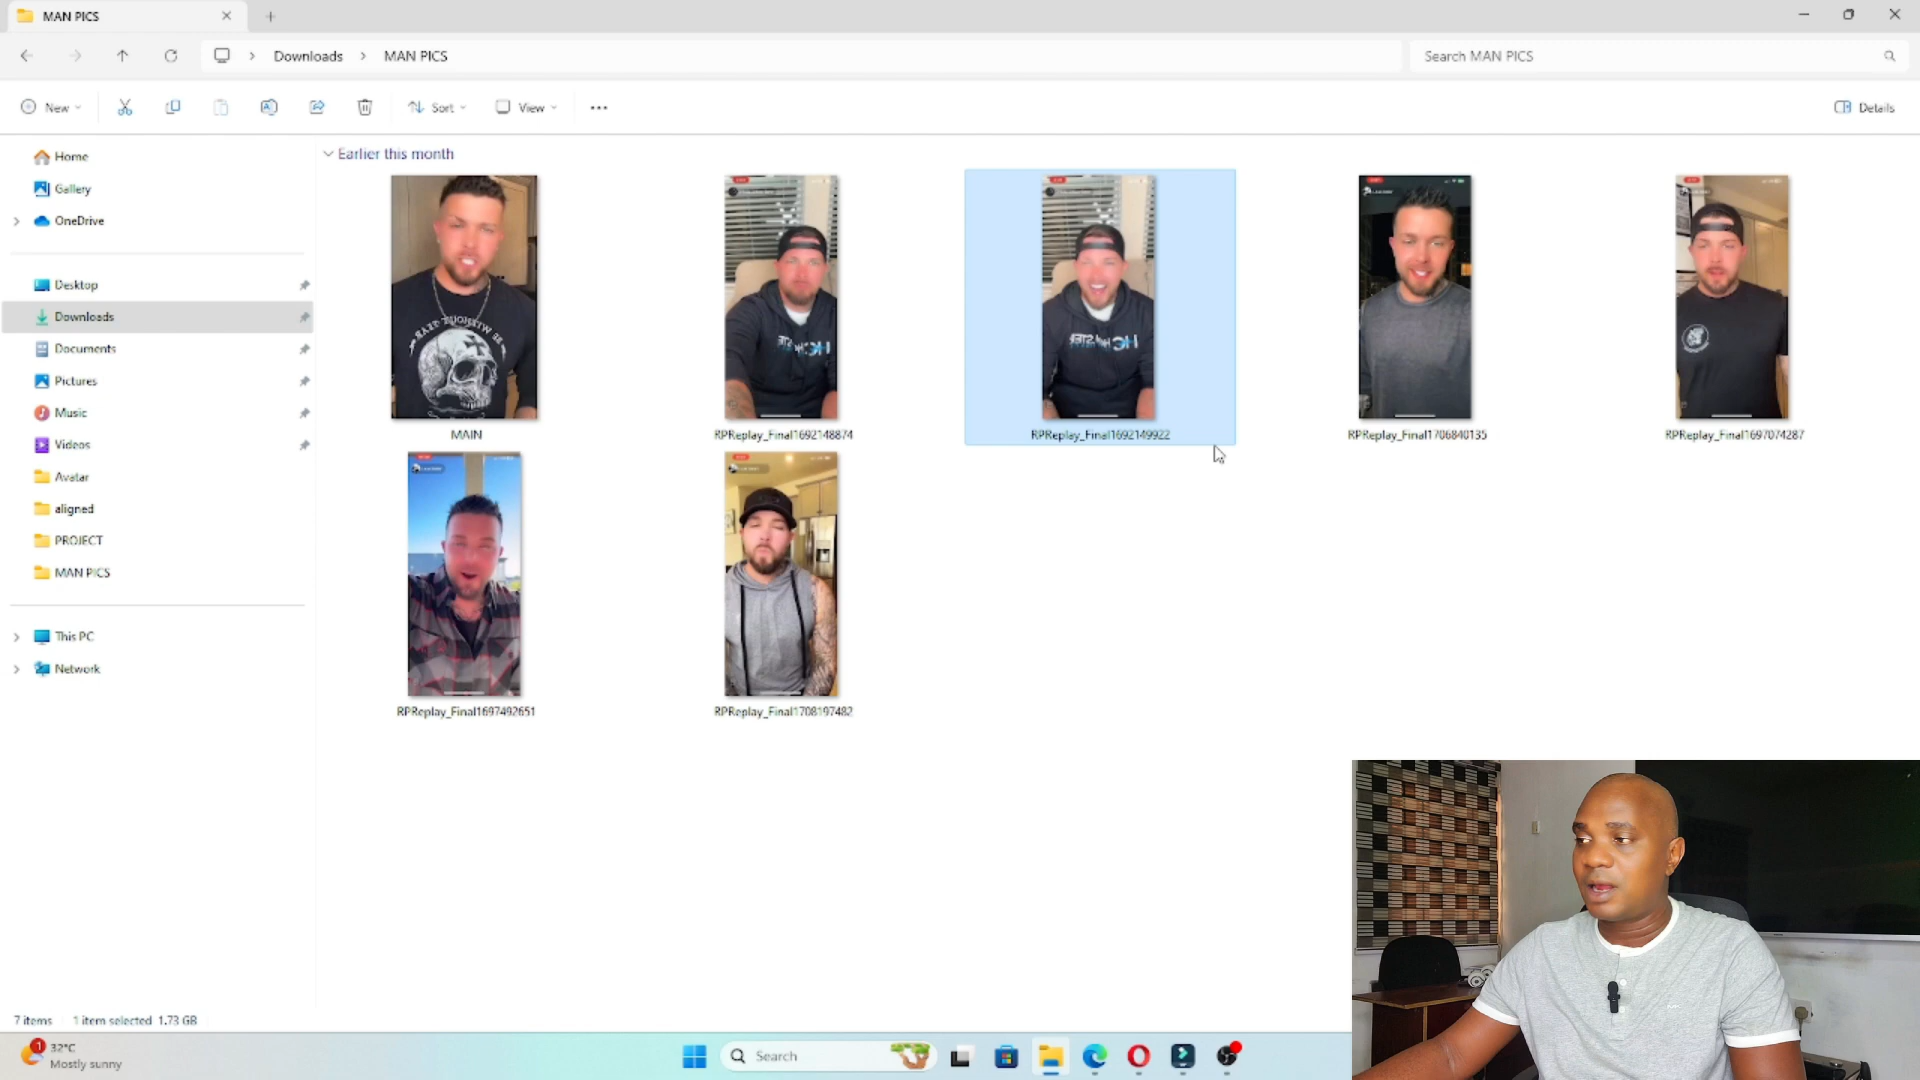 MAN PICS
Downloads
MAN PICS
Search MAN PICS
New
Sort
View
Details
Home
Gallery
OneDrive
Desktop
Downloads
Documents
Pictures
Music
Videos
Avatar
aligned
PROJECT
MAN PICS
This PC
Network
Earlier this month
MAIN
RPReplay_Final1692148874
RPReplay_Final1692149922
RPReplay_Final1706840135
RPReplay_Final1697074287
RPReplay_Final1697492651
RPReplay_Final1708197482
7 items
1 item selected 1.73 GB
1
32°C
Mostly sunny
Search